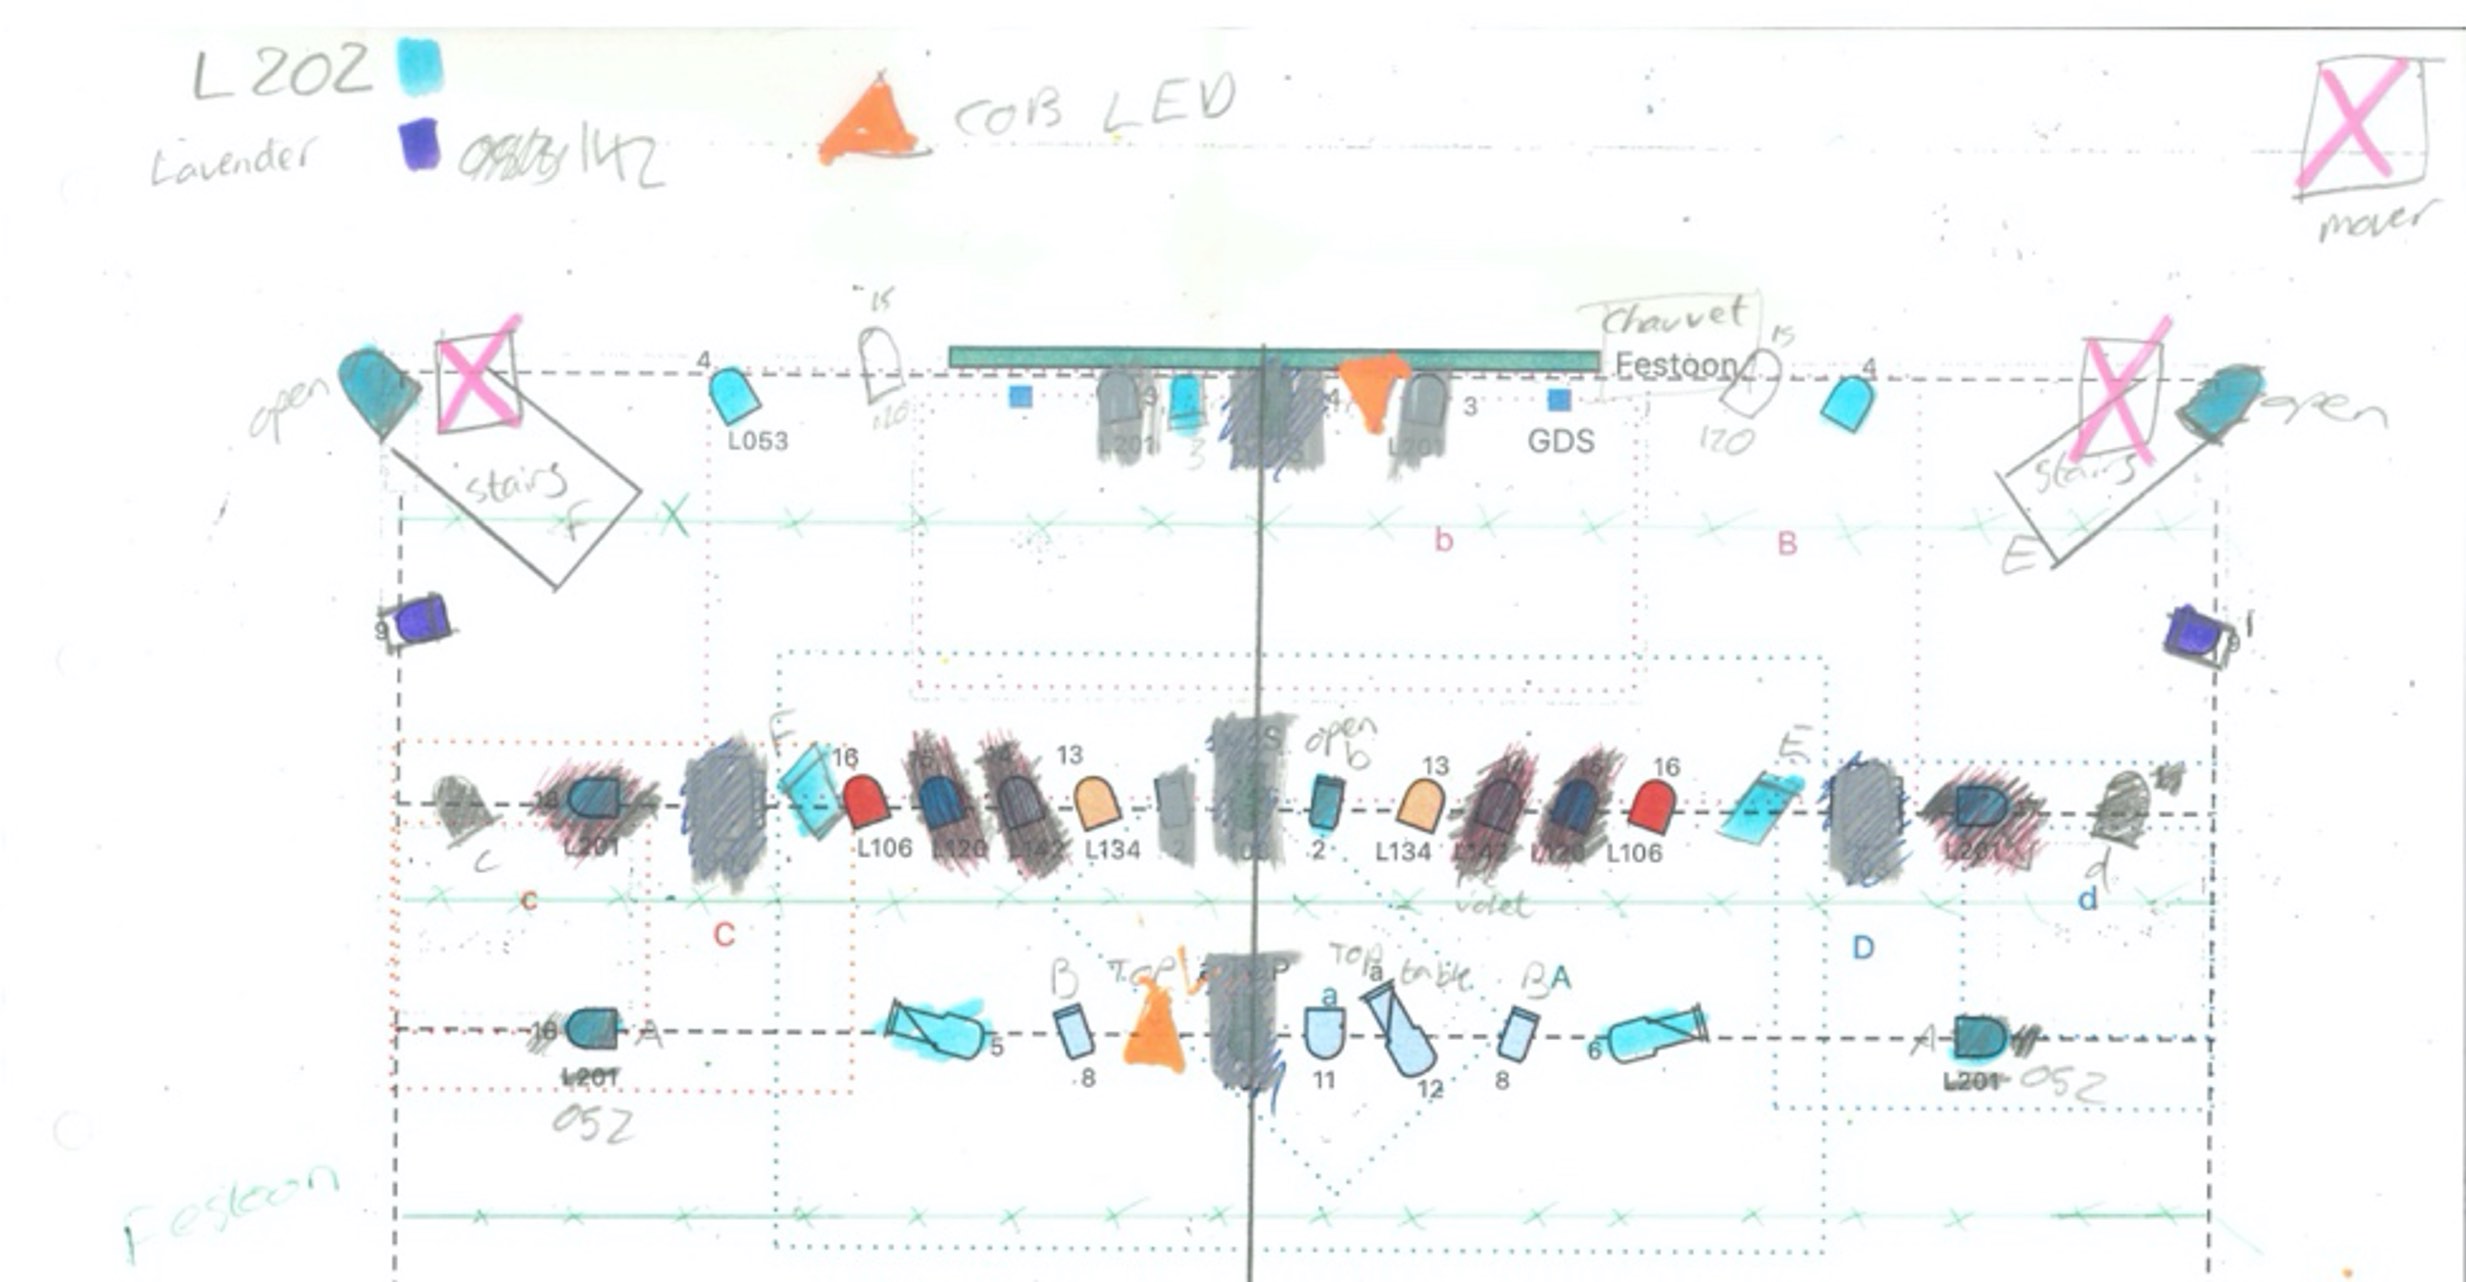 L202
Lavender
142
COB LED
mover
15
Chauvet
15
4
Festoon
4
open
open
120
L053
L201
3
4
L201
3
GDS
120
stairs
F
stairs
E
b
B
9
9
F
16
13
S
open
b
13
16
E
18
L201
L106
L120
L142
L134
2
2
L134
L142
L120
L106
L201
c
d
c
C
d
D
B
TOP
P
TOP
a
table
B
A
a
18
A
5
6
A
8
11
12
8
L201
L201
052
052
Festoon